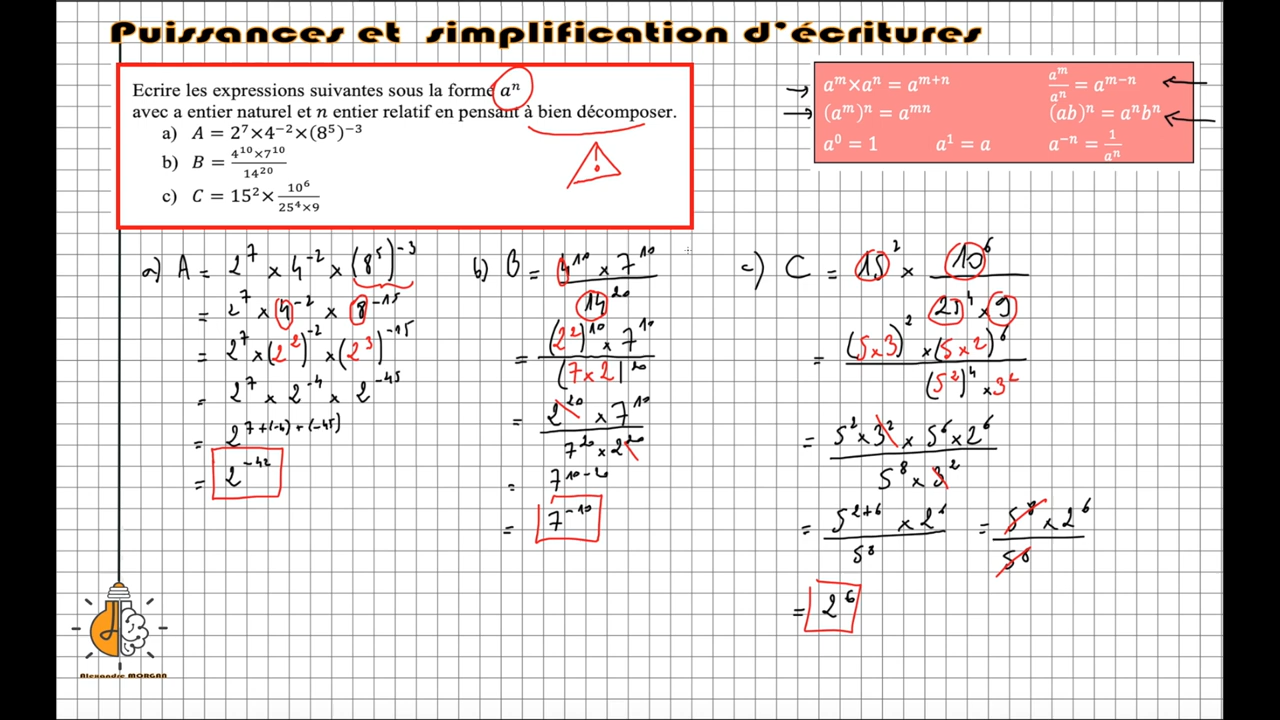 Puissances et simplification d'écritures
Ecrire les expressions suivantes sous la forme aⁿ
avec a entier naturel et n entier relatif en pensant à bien décomposer.
a) A = 2⁷×4⁻²×(8⁵)⁻³
b) B = (4¹⁰×7¹⁰)/14²⁰
c) C = 15²× 10⁶/(25⁴×9)
aᵐ×aⁿ = aᵐ⁺ⁿ aᵐ/aⁿ = aᵐ⁻ⁿ
(aᵐ)ⁿ = aᵐⁿ (ab)ⁿ = aⁿbⁿ
a⁰ = 1 a¹ = a a⁻ⁿ = 1/aⁿ
a) A = 2⁷ × 4⁻² × (8⁵)⁻³
= 2⁷ × 4⁻² × 8⁻¹⁵
= 2⁷ × (2²)⁻² × (2³)⁻¹⁵
= 2⁷ × 2⁻⁴ × 2⁻⁴⁵
= 2⁷⁺⁽⁻⁴⁾⁺⁽⁻⁴⁵⁾
= 2⁻⁴²
b) B = (4¹⁰ × 7¹⁰)/14²⁰
= ((2²)¹⁰ × 7¹⁰)/(7×2)²⁰
= (2²⁰ × 7¹⁰)/(7²⁰ × 2²⁰)
= 7¹⁰⁻²⁰
= 7⁻¹⁰
c) C = 15² × 10⁶/(25⁴ × 9)
= ((5×3)² × (5×2)⁶)/((5²)⁴ × 3²)
= (5² × 3² × 5⁶ × 2⁶)/(5⁸ × 3²)
= (5²⁺⁶ × 2⁶)/5⁸ = (5⁸ × 2⁶)/5⁸
= 2⁶
Alexandre MORGAN